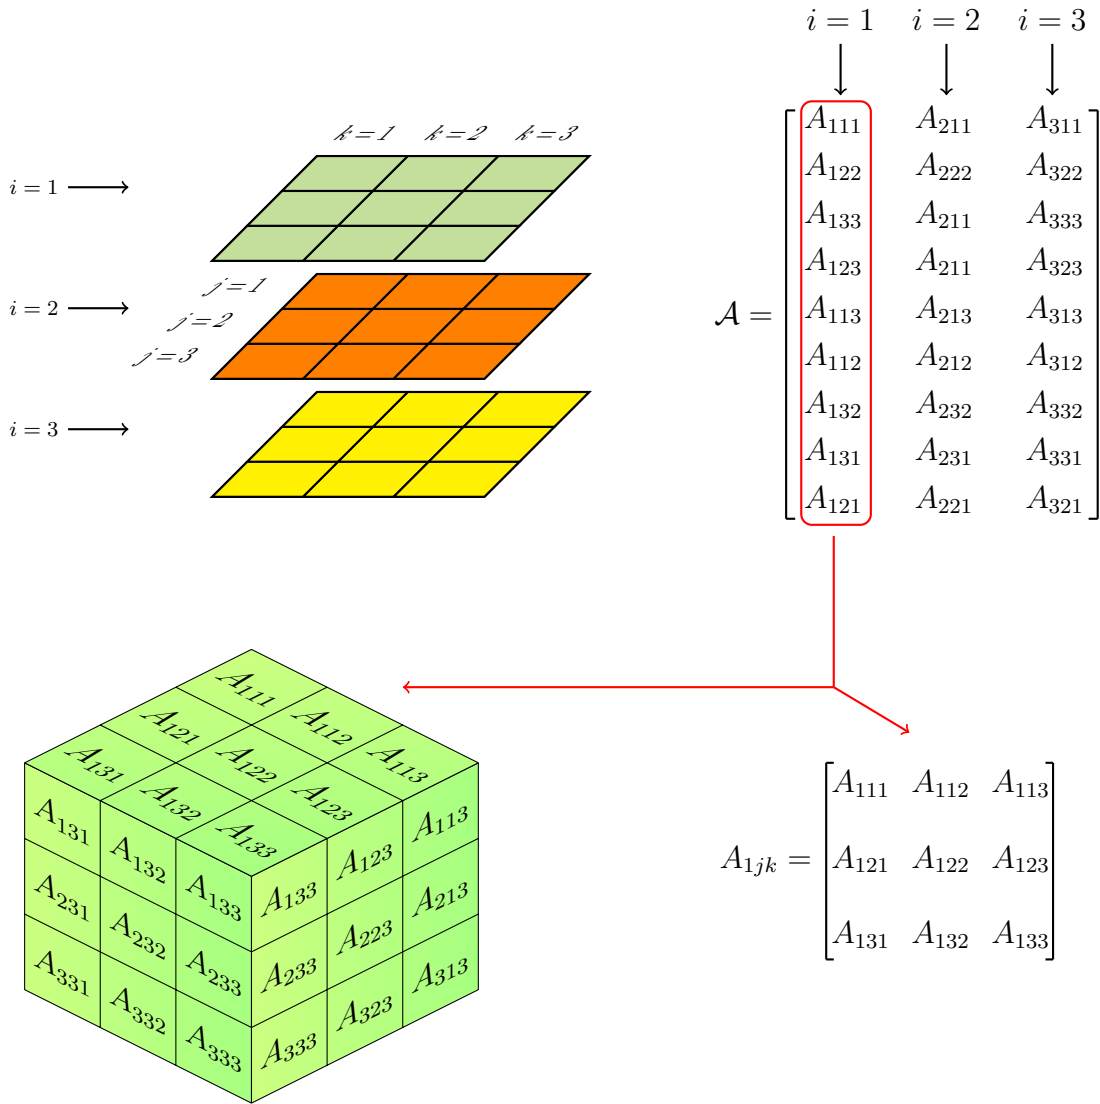 i = 1 i = 2 i = 3
k = 1 k = 2 k = 3
i = 1
j = 1
i = 2
j = 2
j = 3
i = 3
𝒜 =
A₁₁₁ A₂₁₁ A₃₁₁
A₁₂₂ A₂₂₂ A₃₂₂
A₁₃₃ A₂₁₁ A₃₃₃
A₁₂₃ A₂₁₁ A₃₂₃
A₁₁₃ A₂₁₃ A₃₁₃
A₁₁₂ A₂₁₂ A₃₁₂
A₁₃₂ A₂₃₂ A₃₃₂
A₁₃₁ A₂₃₁ A₃₃₁
A₁₂₁ A₂₂₁ A₃₂₁
A₁₁₁ A₁₁₂ A₁₁₃
A₁₂₁ A₁₂₂ A₁₂₃
A₁₃₁ A₁₃₂ A₁₃₃
A₁₃₁ A₁₃₂ A₁₃₃
A₂₃₁ A₂₃₂ A₂₃₃
A₃₃₁ A₃₃₂ A₃₃₃
A₁₃₃ A₁₂₃ A₁₁₃
A₂₃₃ A₂₂₃ A₂₁₃
A₃₃₃ A₃₂₃ A₃₁₃
A₁ⱼₖ =
A₁₁₁ A₁₁₂ A₁₁₃
A₁₂₁ A₁₂₂ A₁₂₃
A₁₃₁ A₁₃₂ A₁₃₃